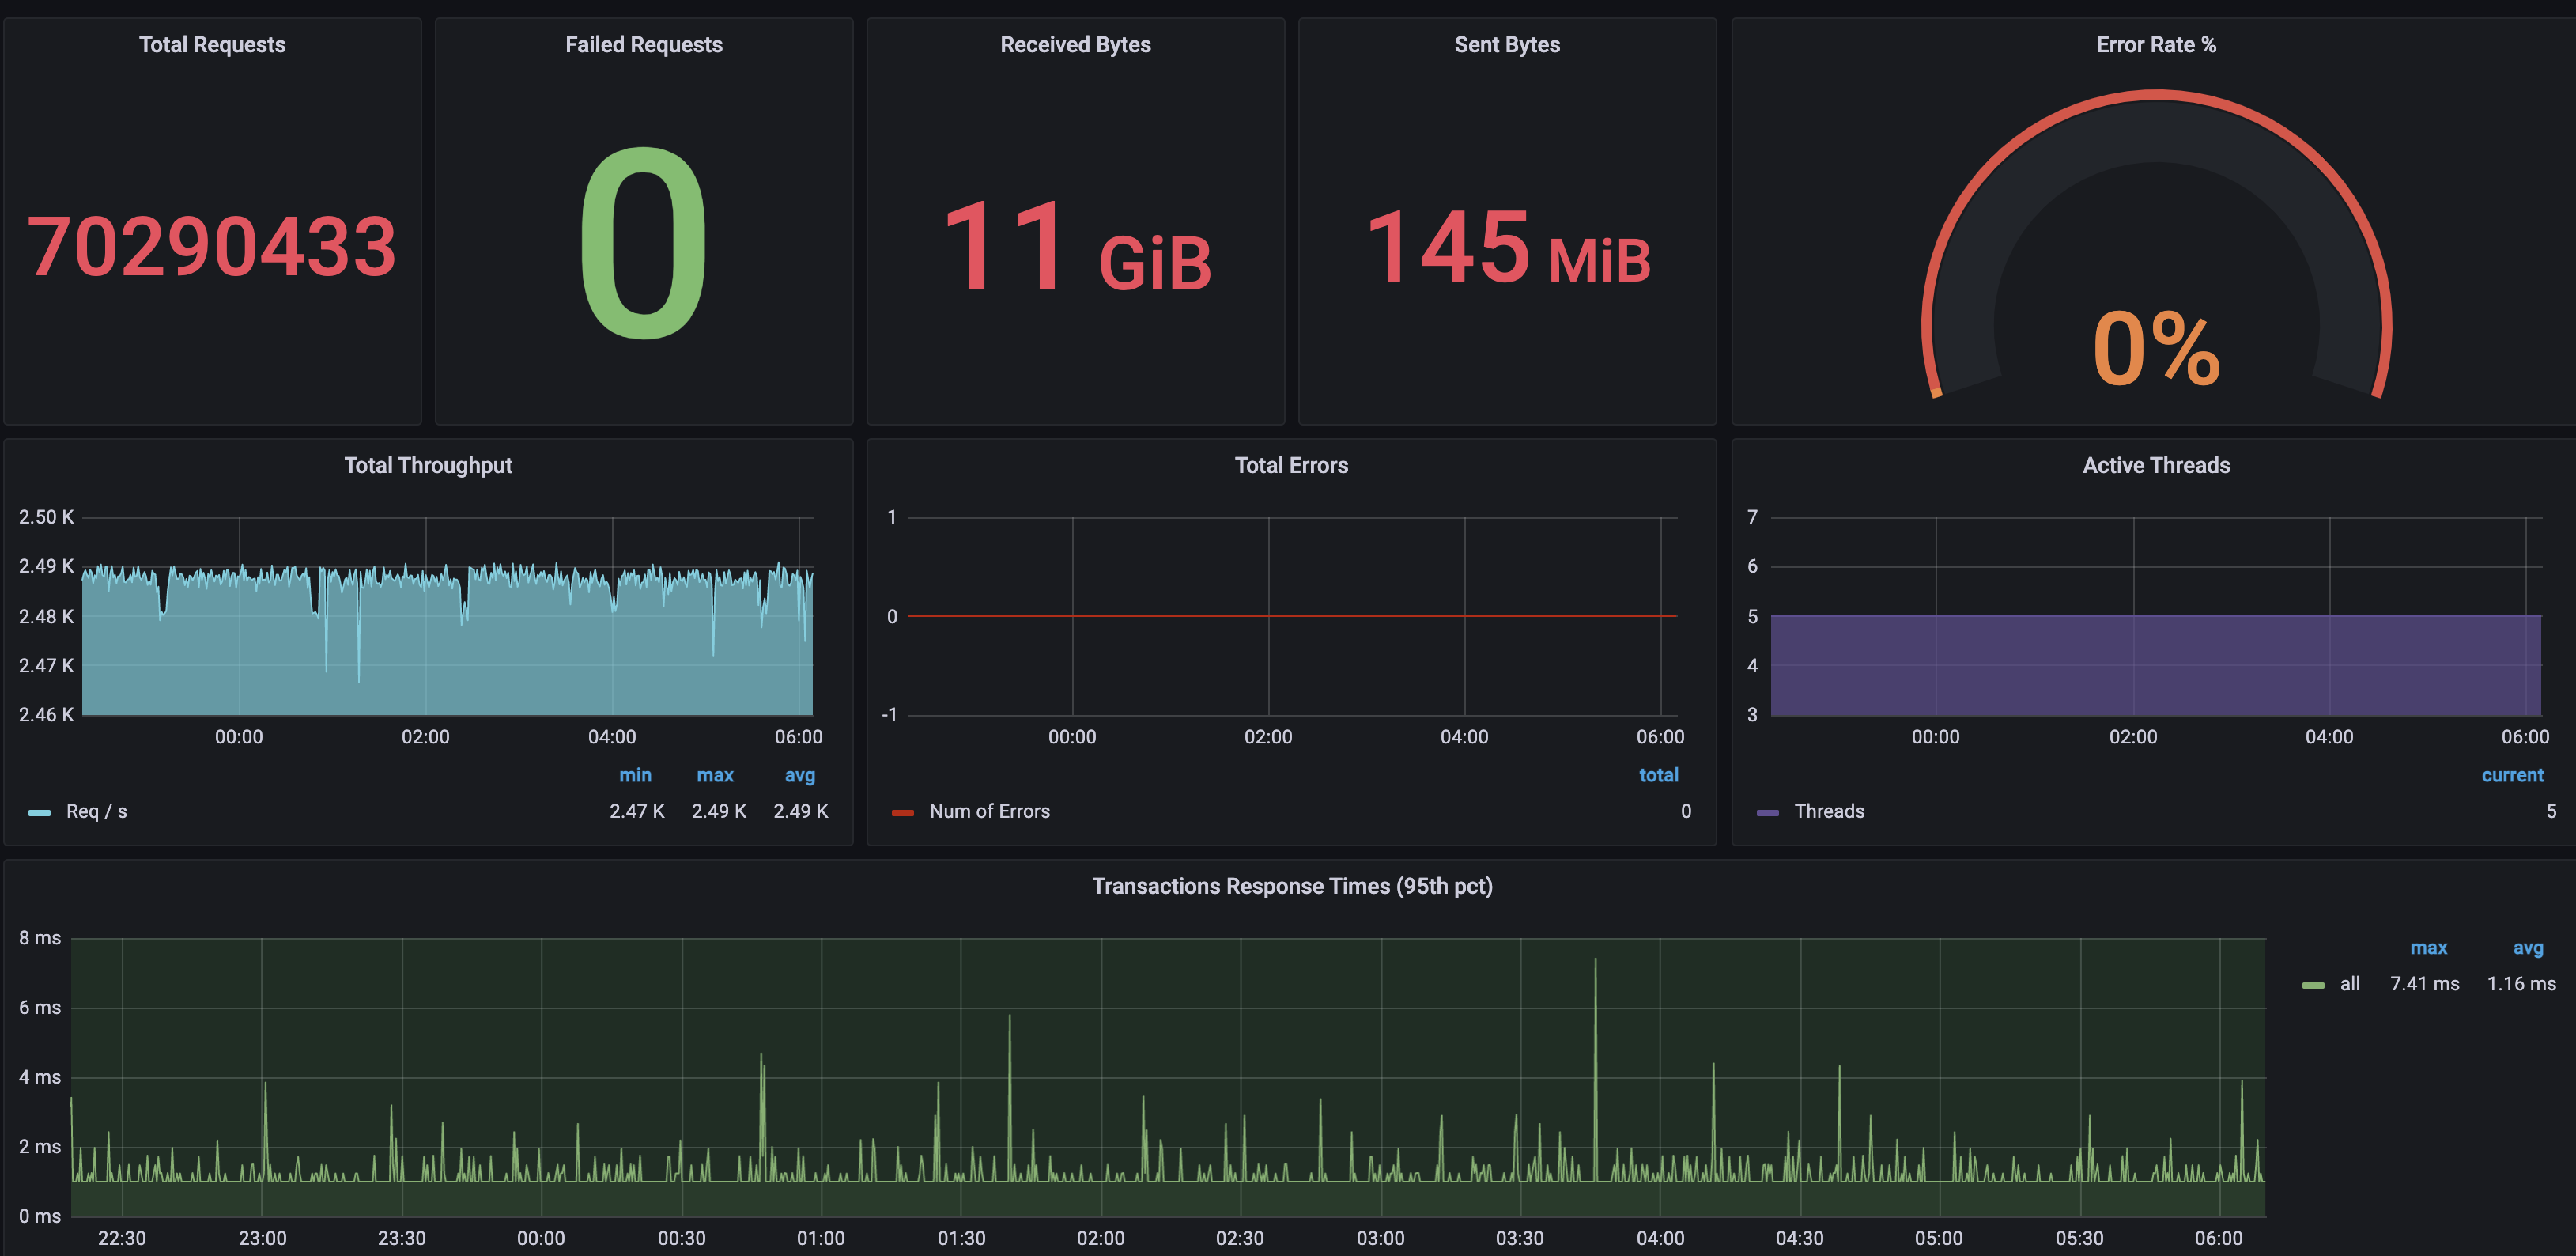 Total Requests
70290433
Failed Requests
0
Received Bytes
11 GiB
Sent Bytes
145 MiB
Error Rate %
0%
Total Throughput
2.50 K
2.49 K
2.48 K
2.47 K
2.46 K
00:00 02:00 04:00 06:00
min max avg
Req / s 2.47 K 2.49 K 2.49 K
Total Errors
1
0
-1
00:00 02:00 04:00 06:00
total
Num of Errors 0
Active Threads
7
6
5
4
3
00:00 02:00 04:00 06:00
current
Threads 5
Transactions Response Times (95th pct)
8 ms
6 ms
4 ms
2 ms
0 ms
22:30 23:00 23:30 00:00 00:30 01:00 01:30 02:00 02:30 03:00 03:30 04:00 04:30 05:00 05:30 06:00
max avg
all 7.41 ms 1.16 ms